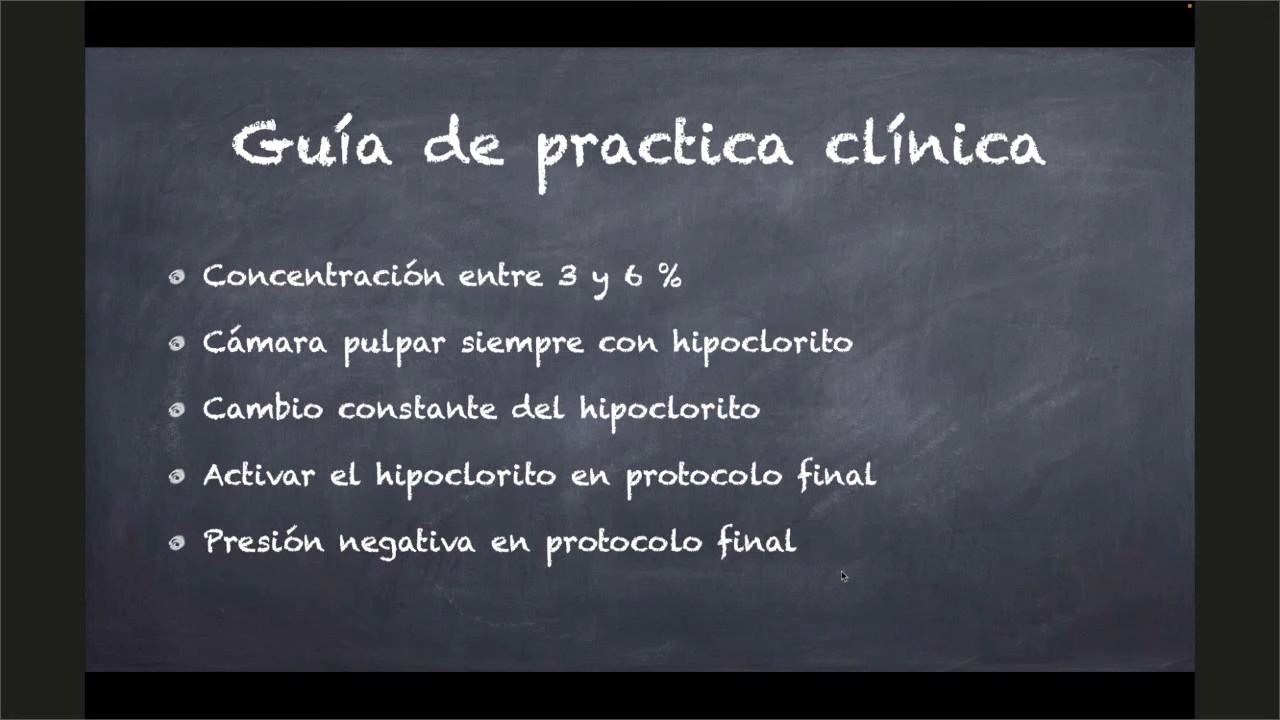 Guía de practica clínica
Concentración entre 3 y 6 %
Cámara pulpar siempre con hipoclorito
Cambio constante del hipoclorito
Activar el hipoclorito en protocolo final
Presión negativa en protocolo final